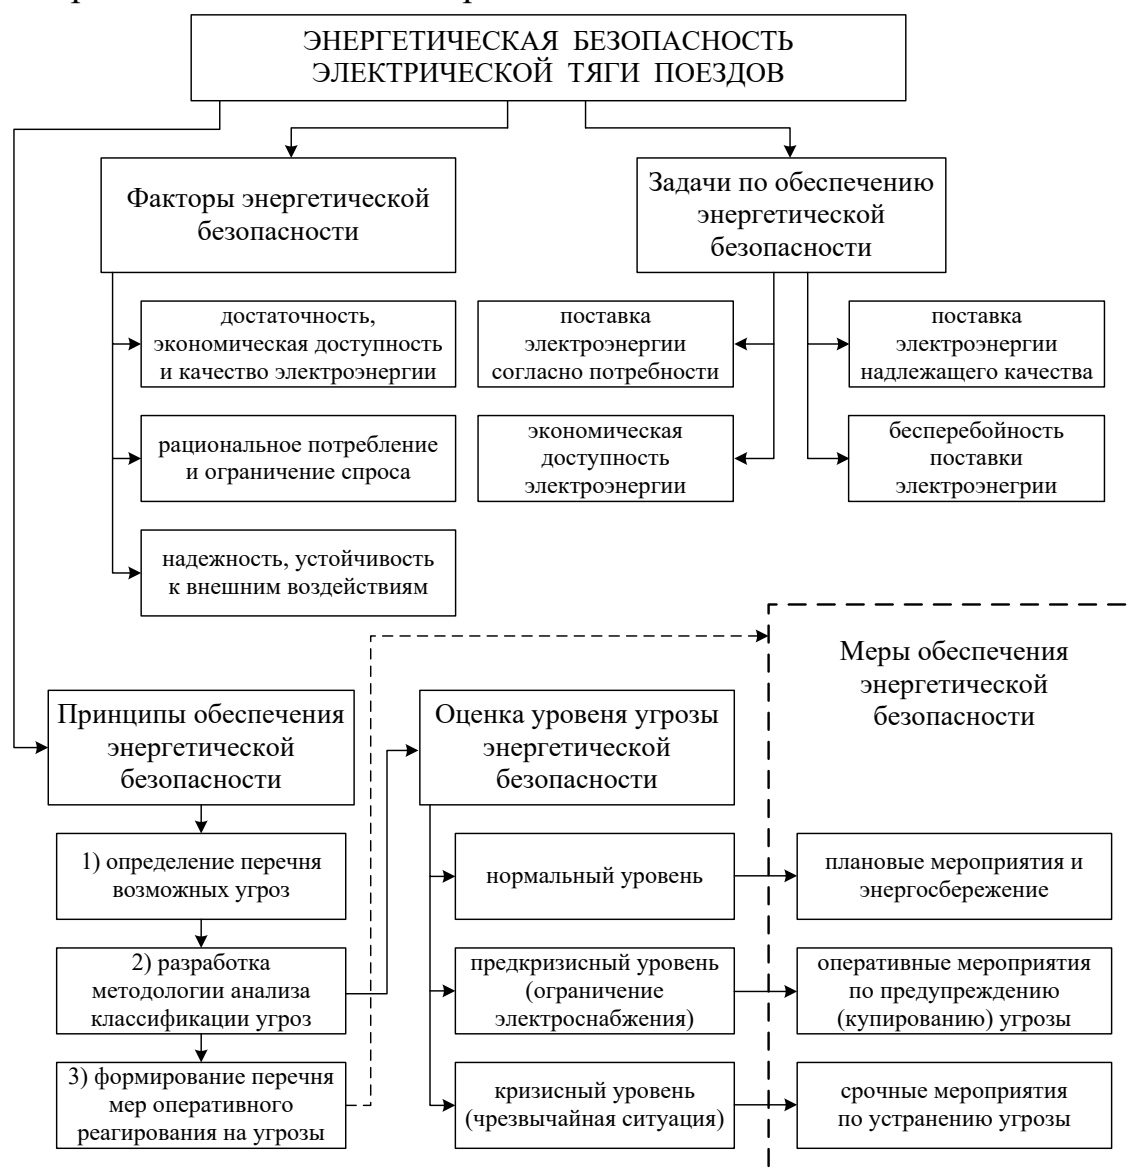 ЭНЕРГЕТИЧЕСКАЯ БЕЗОПАСНОСТЬ
ЭЛЕКТРИЧЕСКОЙ ТЯГИ ПОЕЗДОВ
Факторы энергетической
безопасности
Задачи по обеспечению
энергетической
безопасности
достаточность,
экономическая доступность
и качество электроэнергии
поставка
электроэнергии
согласно потребности
поставка
электроэнергии
надлежащего качества
рациональное потребление
и ограничение спроса
экономическая
доступность
электроэнергии
бесперебойность
поставки
электроэнегрии
надежность, устойчивость
к внешним воздействиям
Меры обеспечения
энергетической
безопасности
Принципы обеспечения
энергетической
безопасности
Оценка уровеня угрозы
энергетической
безопасности
1) определение перечня
возможных угроз
нормальный уровень
плановые мероприятия и
энергосбережение
2) разработка
методологии анализа
классификации угроз
предкризисный уровень
(ограничение
электроснабжения)
оперативные мероприятия
по предупреждению
(купированию) угрозы
3) формирование перечня
мер оперативного
реагирования на угрозы
кризисный уровень
(чрезвычайная ситуация)
срочные мероприятия
по устранению угрозы